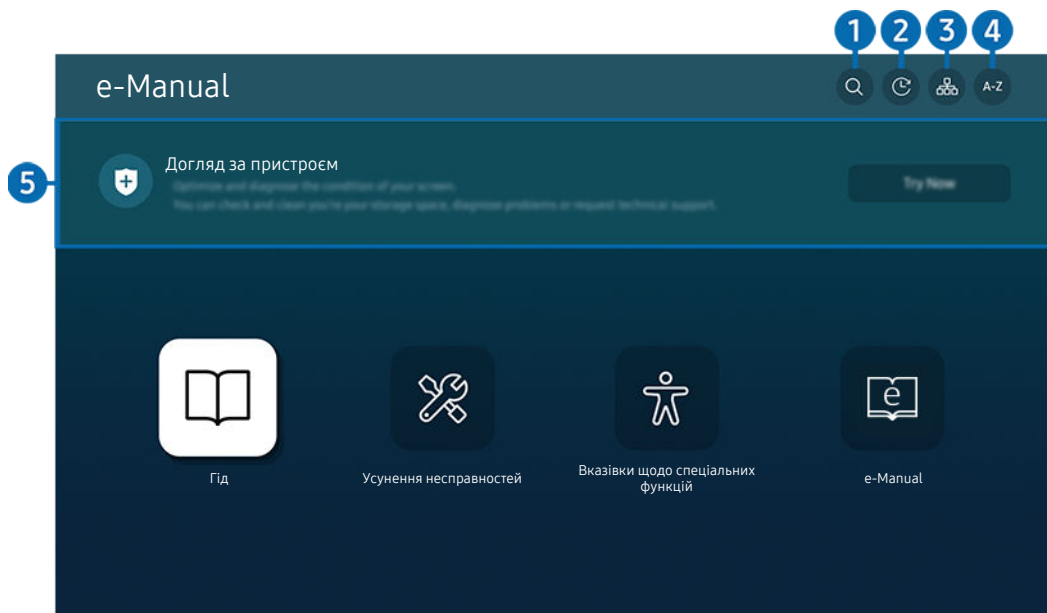 1 2 3 4
e-Manual
A-Z
5
Догляд за пристроєм
Optimize and diagnose the condition of your screen.
You can check and clean you're your storage space, diagnose problems or request technical support.
Try Now
Гід
Усунення несправностей
Вказівки щодо спеціальних
функцій
e-Manual
e